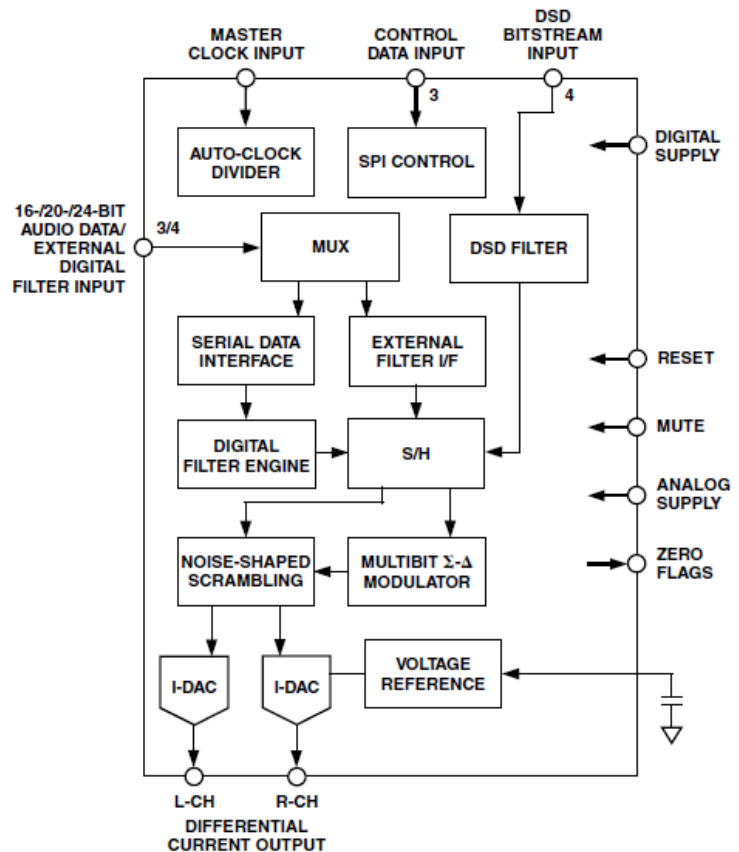 MASTER
CLOCK INPUT
CONTROL
DATA INPUT
DSD
BITSTREAM
INPUT
3
4
AUTO-CLOCK
DIVIDER
SPI CONTROL
DIGITAL
SUPPLY
16-/20-/24-BIT
AUDIO DATA/
EXTERNAL
DIGITAL
FILTER INPUT
3/4
MUX
DSD FILTER
SERIAL DATA
INTERFACE
EXTERNAL
FILTER I/F
RESET
DIGITAL
FILTER ENGINE
S/H
MUTE
ANALOG
SUPPLY
NOISE-SHAPED
SCRAMBLING
MULTIBIT Σ-Δ
MODULATOR
ZERO
FLAGS
I-DAC
I-DAC
VOLTAGE
REFERENCE
L-CH
R-CH
DIFFERENTIAL
CURRENT OUTPUT